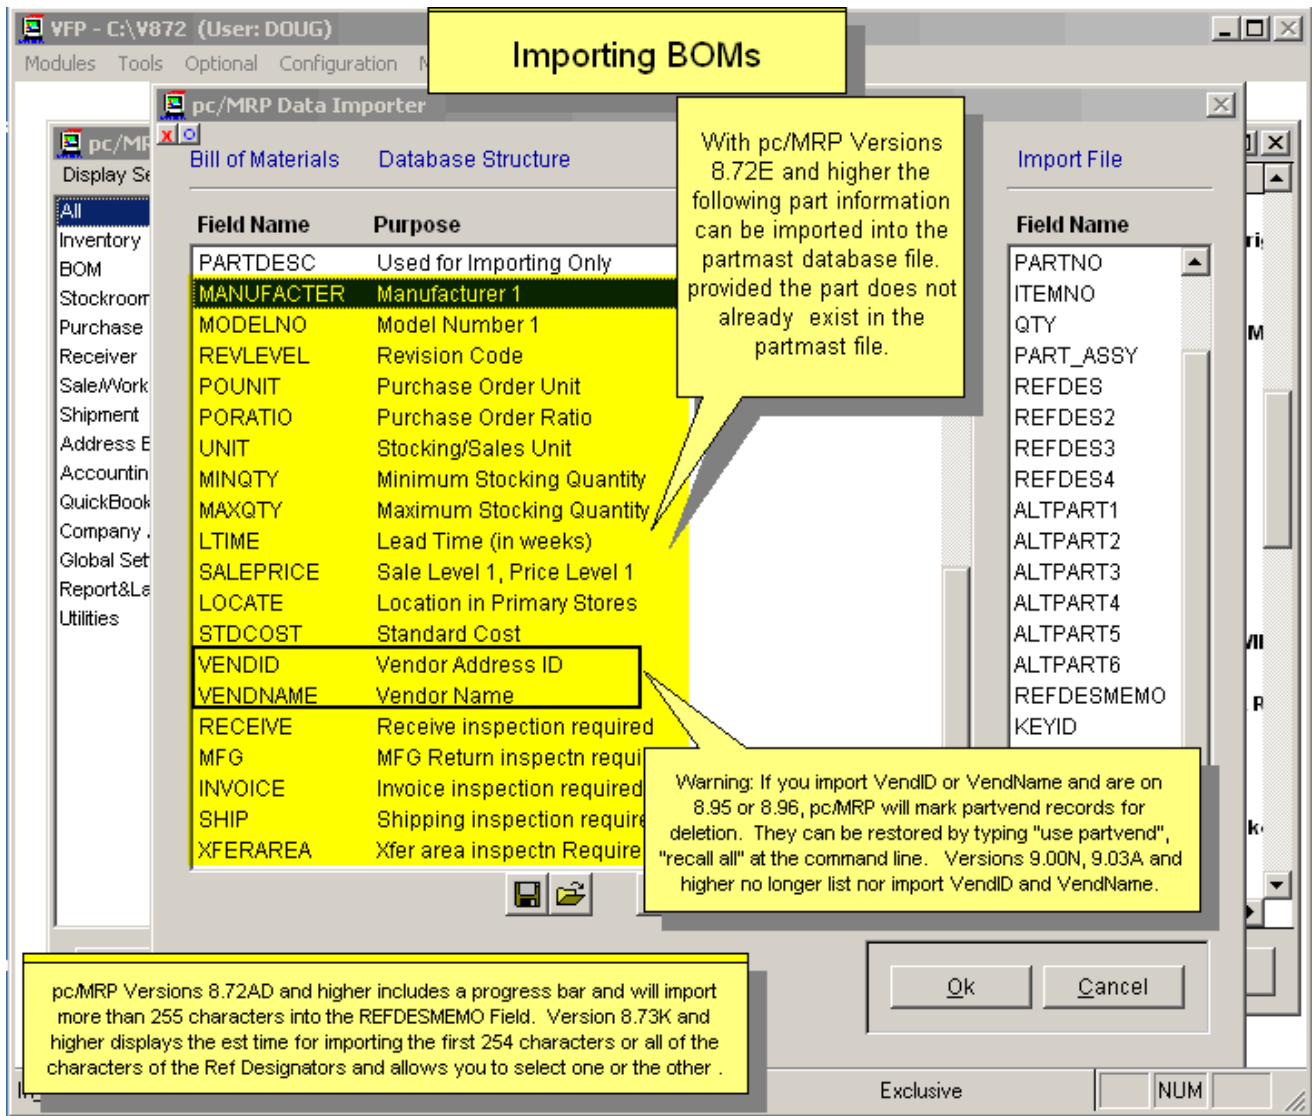 VFP - C:\V872 (User: DOUG)
Importing BOMs
Modules Tools Optional Configuration
pc/MRP Data Importer
pc/MR
Display Se
All
Inventory
BOM
Stockroom
Purchase
Receiver
Sale/Work
Shipment
Address B
Accountin
QuickBook
Company
Global Set
Report&La
Utilities
Bill of Materials Database Structure
Field Name Purpose
PARTDESC Used for Importing Only
MANUFACTER Manufacturer 1
MODELNO Model Number 1
REVLEVEL Revision Code
POUNIT Purchase Order Unit
PORATIO Purchase Order Ratio
UNIT Stocking/Sales Unit
MINQTY Minimum Stocking Quantity
MAXQTY Maximum Stocking Quantity
LTIME Lead Time (in weeks)
SALEPRICE Sale Level 1, Price Level 1
LOCATE Location in Primary Stores
STDCOST Standard Cost
VENDID Vendor Address ID
VENDNAME Vendor Name
RECEIVE Receive inspection required
MFG MFG Return inspectn requi
INVOICE Invoice inspection required
SHIP Shipping inspection require
XFERAREA Xfer area inspectn Require
With pc/MRP Versions
8.72E and higher the
following part information
can be imported into the
partmast database file.
provided the part does not
already exist in the
partmast file.
Import File
Field Name
PARTNO
ITEMNO
QTY
PART_ASSY
REFDES
REFDES2
REFDES3
REFDES4
ALTPART1
ALTPART2
ALTPART3
ALTPART4
ALTPART5
ALTPART6
REFDESMEMO
KEYID
Warning: If you import VendID or VendName and are on
8.95 or 8.96, pc/MRP will mark partvend records for
deletion. They can be restored by typing "use partvend",
"recall all" at the command line. Versions 9.00N, 9.03A and
higher no longer list nor import VendID and VendName.
Ok Cancel
pc/MRP Versions 8.72AD and higher includes a progress bar and will import
more than 255 characters into the REFDESMEMO Field. Version 8.73K and
higher displays the est time for importing the first 254 characters or all of the
characters of the Ref Designators and allows you to select one or the other .
Exclusive NUM